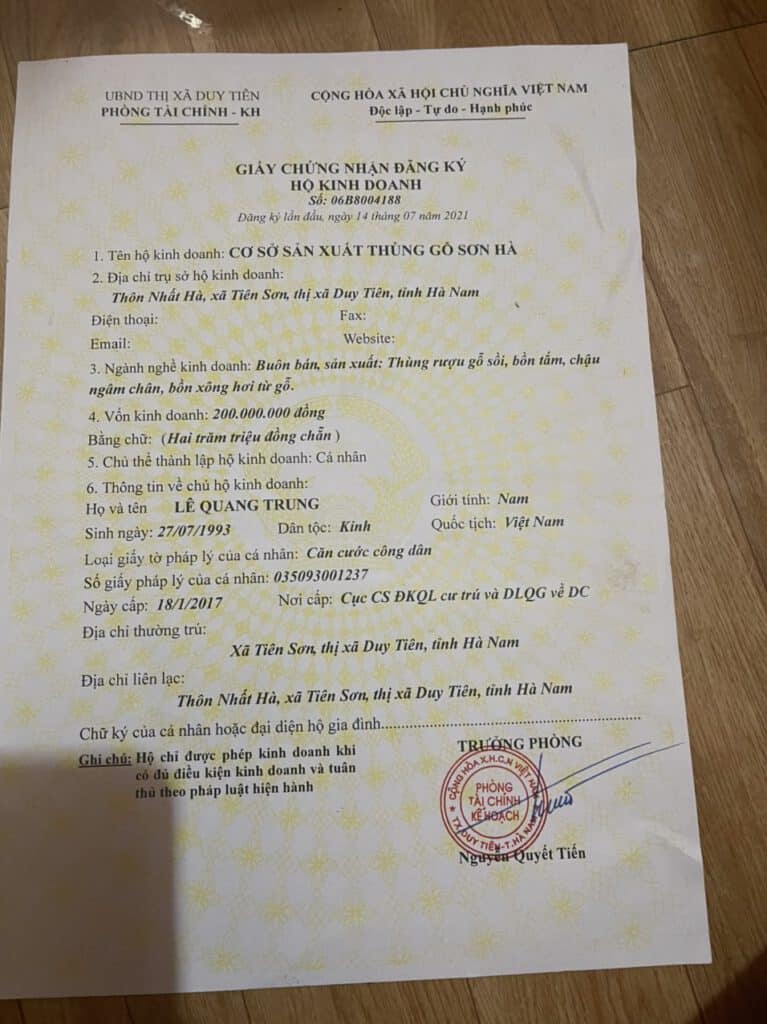 UBND THỊ XÃ DUY TIÊN
PHÒNG TÀI CHÍNH - KH
CỘNG HÒA XÃ HỘI CHỦ NGHĨA VIỆT NAM
Độc lập - Tự do - Hạnh phúc
GIẤY CHỨNG NHẬN ĐĂNG KÝ
HỘ KINH DOANH
Số: 06B8004188
Đăng ký lần đầu, ngày 14 tháng 07 năm 2021
1. Tên hộ kinh doanh: CƠ SỞ SẢN XUẤT THÙNG GỖ SƠN HÀ
2. Địa chỉ trụ sở hộ kinh doanh:
Thôn Nhất Hà, xã Tiên Sơn, thị xã Duy Tiên, tỉnh Hà Nam
Điện thoại: Fax:
Email: Website:
3. Ngành nghề kinh doanh: Buôn bán, sản xuất: Thùng rượu gỗ sồi, bồn tắm, chậu
ngâm chân, bồn xông hơi từ gỗ.
4. Vốn kinh doanh: 200.000.000 đồng
Bằng chữ: (Hai trăm triệu đồng chẵn )
5. Chủ thể thành lập hộ kinh doanh: Cá nhân
6. Thông tin về chủ hộ kinh doanh:
Họ và tên LÊ QUANG TRUNG Giới tính: Nam
Sinh ngày: 27/07/1993 Dân tộc: Kinh Quốc tịch: Việt Nam
Loại giấy tờ pháp lý của cá nhân: Căn cước công dân
Số giấy pháp lý của cá nhân: 035093001237
Ngày cấp: 18/1/2017 Nơi cấp: Cục CS ĐKQL cư trú và DLQG về DC
Địa chỉ thường trú:
Xã Tiên Sơn, thị xã Duy Tiên, tỉnh Hà Nam
Địa chỉ liên lạc:
Thôn Nhất Hà, xã Tiên Sơn, thị xã Duy Tiên, tỉnh Hà Nam
Chữ ký của cá nhân hoặc đại diện hộ gia đình..........................................................
Ghi chú: Hộ chỉ được phép kinh doanh khi
có đủ điều kiện kinh doanh và tuân
thủ theo pháp luật hiện hành
TRƯỞNG PHÒNG
CỘNG HÒA X.H.C.N VIỆT NAM
PHÒNG
TÀI CHÍNH
KẾ HOẠCH
TX.DUY TIÊN-T.HÀ NAM
Nguyễn Quyết Tiến